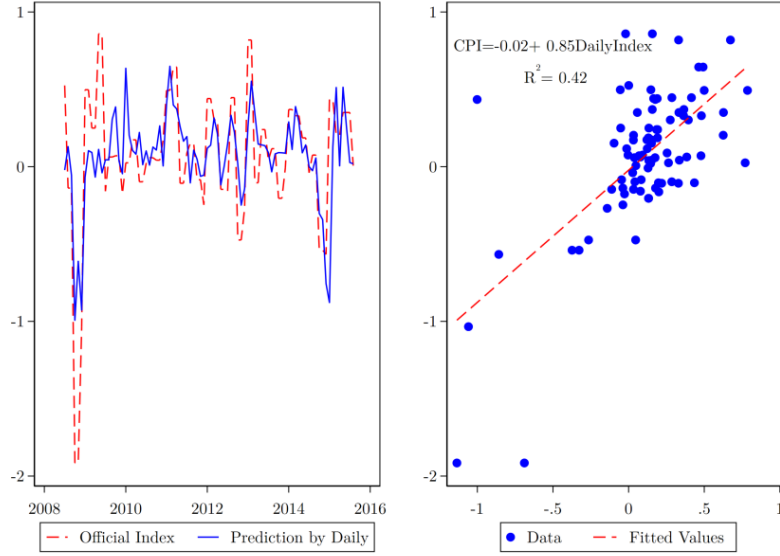 1
0
-1
-2
2008 2010 2012 2014 2016
Official Index Prediction by Daily
CPI=-0.02+ 0.85DailyIndex
R²= 0.42
1
0
-1
-2
-1 -.5 0 .5 1
Data Fitted Values